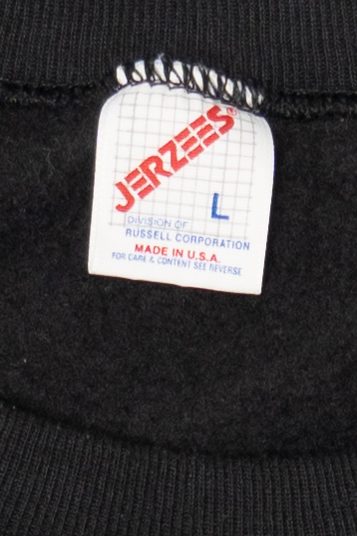 JERZEES®
L
DIVISION OF
RUSSELL CORPORATION
MADE IN U.S.A.
FOR CARE & CONTENT SEE REVERSE